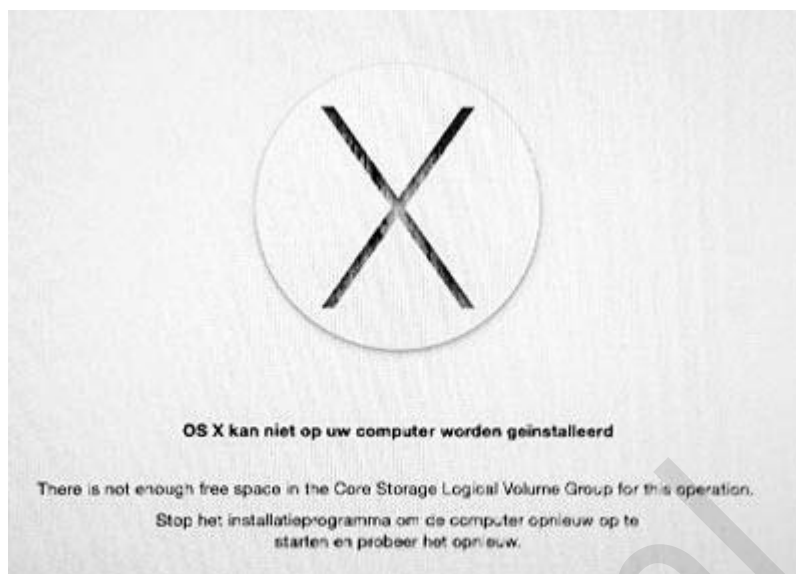 OS X kan niet op uw computer worden geïnstalleerd
There is not enough free space in the Core Storage Logical Volume Group for this operation.
Stop het installatieprogramma om de computer opnieuw op te
starten en probeer het opnieuw.